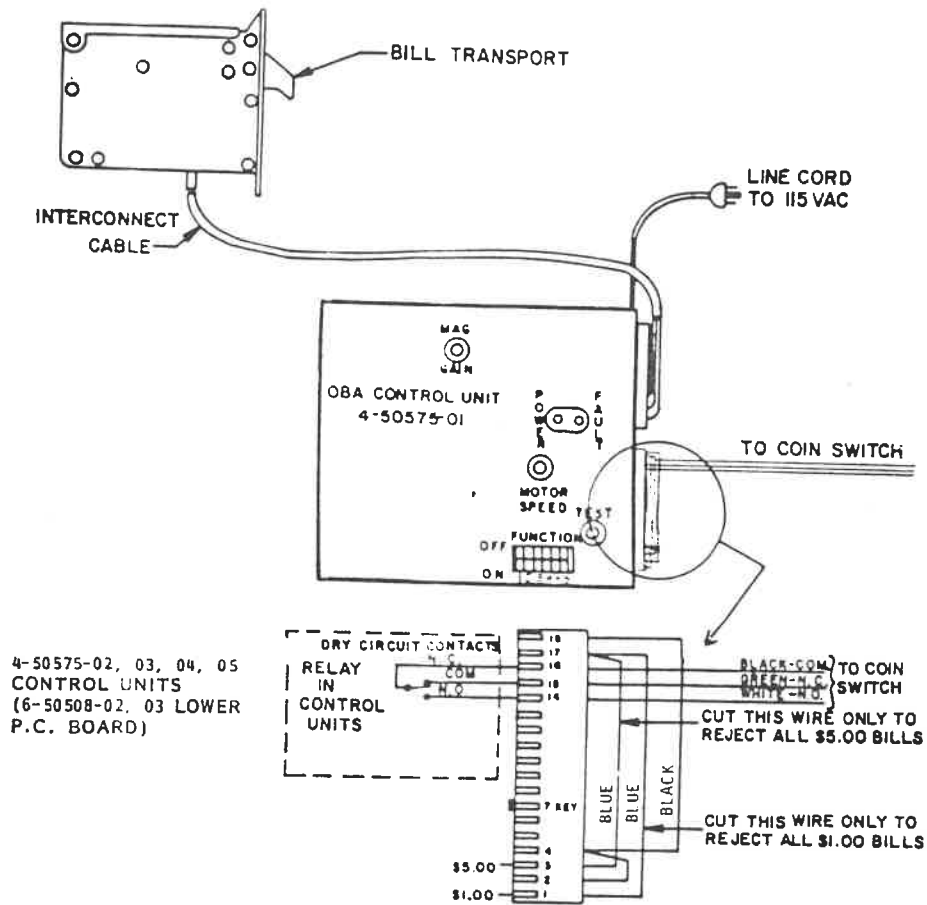 BILL TRANSPORT
LINE CORD
TO 115 VAC
INTERCONNECT
CABLE
MAG
GAIN
OBA CONTROL UNIT
4-50575-01
POWER
FAULT
TO COIN SWITCH
MOTOR
SPEED
TEST
FUNCTION
OFF
ON
4-50575-02, 03, 04, 05
CONTROL UNITS
(6-50508-02, 03 LOWER
P.C. BOARD)
DRY CIRCUIT CONTACTS
RELAY
IN
CONTROL
UNITS
N.C.
COM
N.O
18
17
16
15
14
7 KEY
4
3
2
1
$5.00
$1.00
BLACK-COM.
GREEN-N.C.
WHITE-N.O.
TO COIN
SWITCH
CUT THIS WIRE ONLY TO
REJECT ALL $5.00 BILLS
BLUE
BLUE
BLACK
CUT THIS WIRE ONLY TO
REJECT ALL $1.00 BILLS